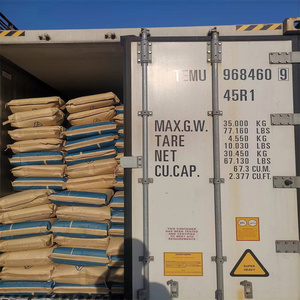 TEMU 968460 9
45R1
MAX.G.W. 35.000 KG
77.160 LBS
TARE 4.550 KG
10.030 LBS
NET 30.450 KG
67.130 LBS
CU.CAP. 67.3 CU.M.
2.377 CU.FT.